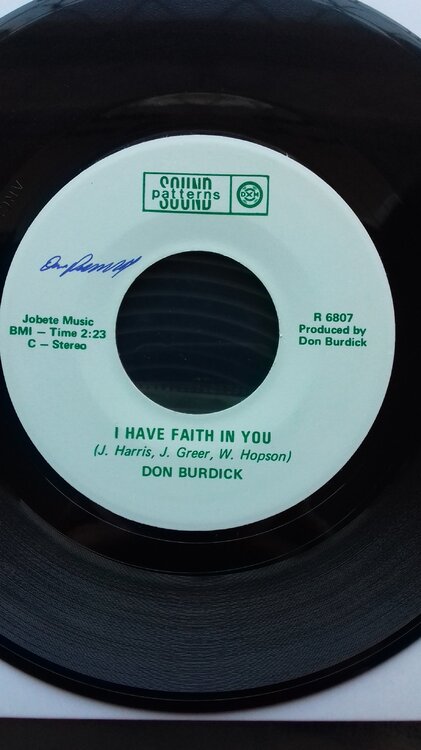 SOUND
patterns
DXM
Jobete Music
BMI — Time 2:23
C — Stereo
R 6807
Produced by
Don Burdick
I HAVE FAITH IN YOU
(J. Harris, J. Greer, W. Hopson)
DON BURDICK